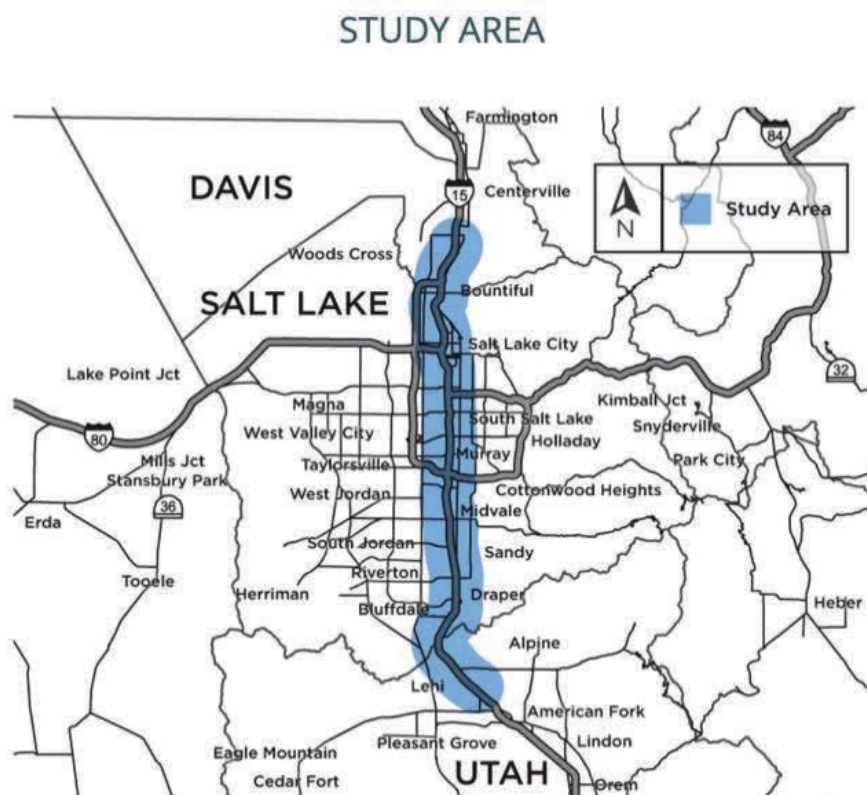 STUDY AREA
Farmington
84
DAVIS
15
Centerville
N
Study Area
Woods Cross
SALT LAKE
Bountiful
Salt Lake City
Lake Point Jct
32
Magna
Kimball Jct
South Salt Lake
Snyderville
80
West Valley City
Holladay
Mills Jct
Taylorsville
Murray
Park City
Stansbury Park
West Jordan
Cottonwood Heights
36
Midvale
Erda
South Jordan
Sandy
Tooele
Riverton
Herriman
Draper
Heber
Bluffdale
Alpine
Lehi
American Fork
Eagle Mountain
Pleasant Grove
Lindon
Cedar Fort
UTAH
Orem